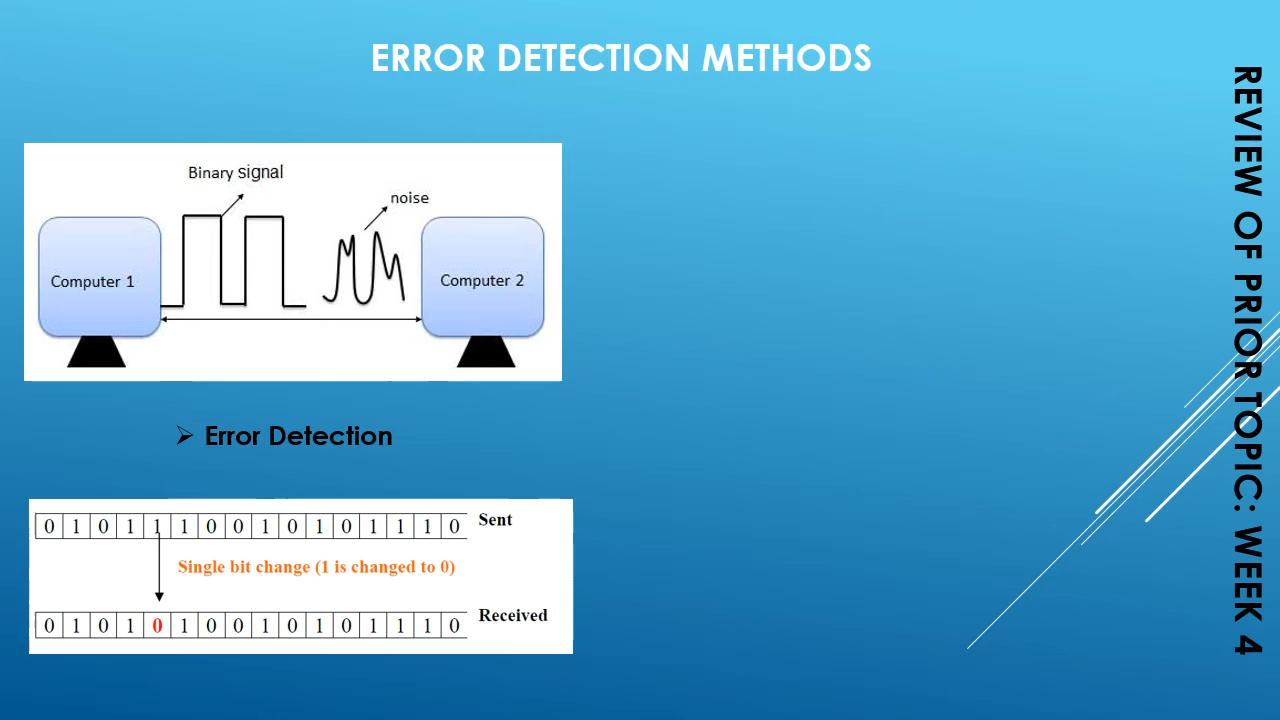 ERROR DETECTION METHODS
REVIEW OF PRIOR TOPIC: WEEK 4
Binary signal
noise
Computer 1
Computer 2
➢ Error Detection
0 1 0 1 1 1 0 0 1 0 1 0 1 1 1 0 Sent
Single bit change (1 is changed to 0)
0 1 0 1 0 1 0 0 1 0 1 0 1 1 1 0 Received